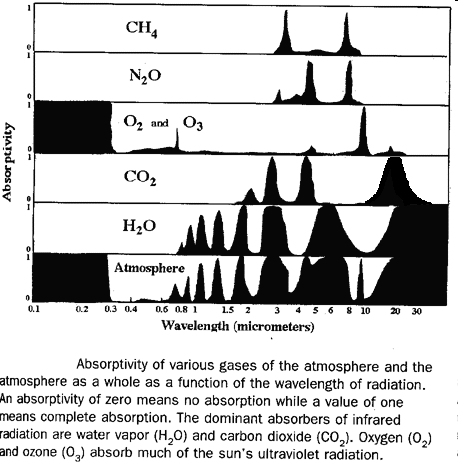 CH4
1
0
N2O
1
0
O2 and O3
1
0
Absorptivity
CO2
1
0
H2O
1
0
Atmosphere
1
0
0.1 0.2 0.3 0.4 0.6 0.8 1 1.5 2 3 4 5 6 8 10 20 30
Wavelength (micrometers)
Absorptivity of various gases of the atmosphere and the
atmosphere as a whole as a function of the wavelength of radiation.
An absorptivity of zero means no absorption while a value of one
means complete absorption. The dominant absorbers of infrared
radiation are water vapor (H2O) and carbon dioxide (CO2). Oxygen (O2)
and ozone (O3) absorb much of the sun's ultraviolet radiation.